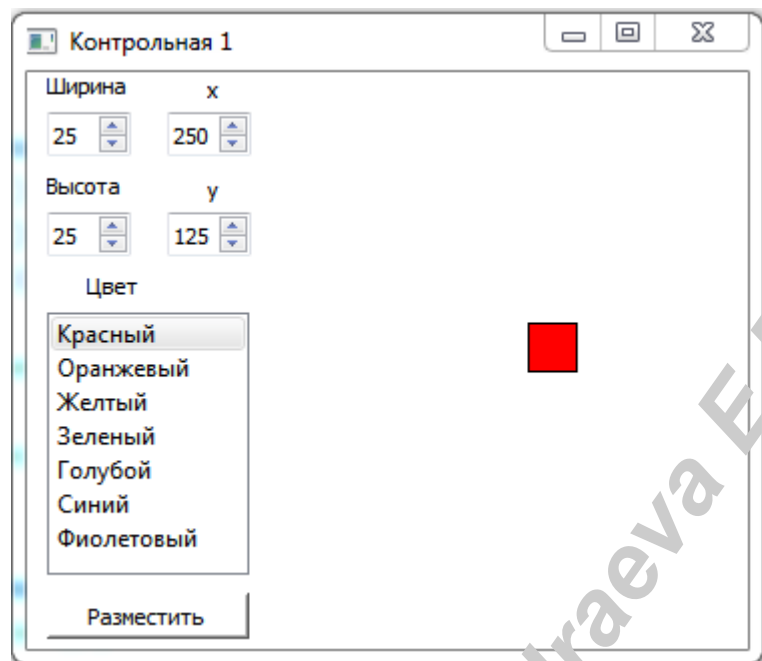 Контрольная 1
Ширина x
25 250
Высота y
25 125
Цвет
Красный
Оранжевый
Желтый
Зеленый
Голубой
Синий
Фиолетовый
Разместить